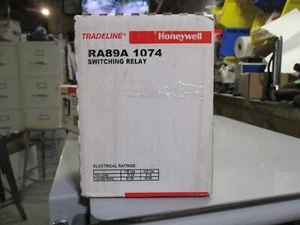 TRADELINE® Honeywell
RA89A 1074
SWITCHING RELAY
ELECTRICAL RATINGS: